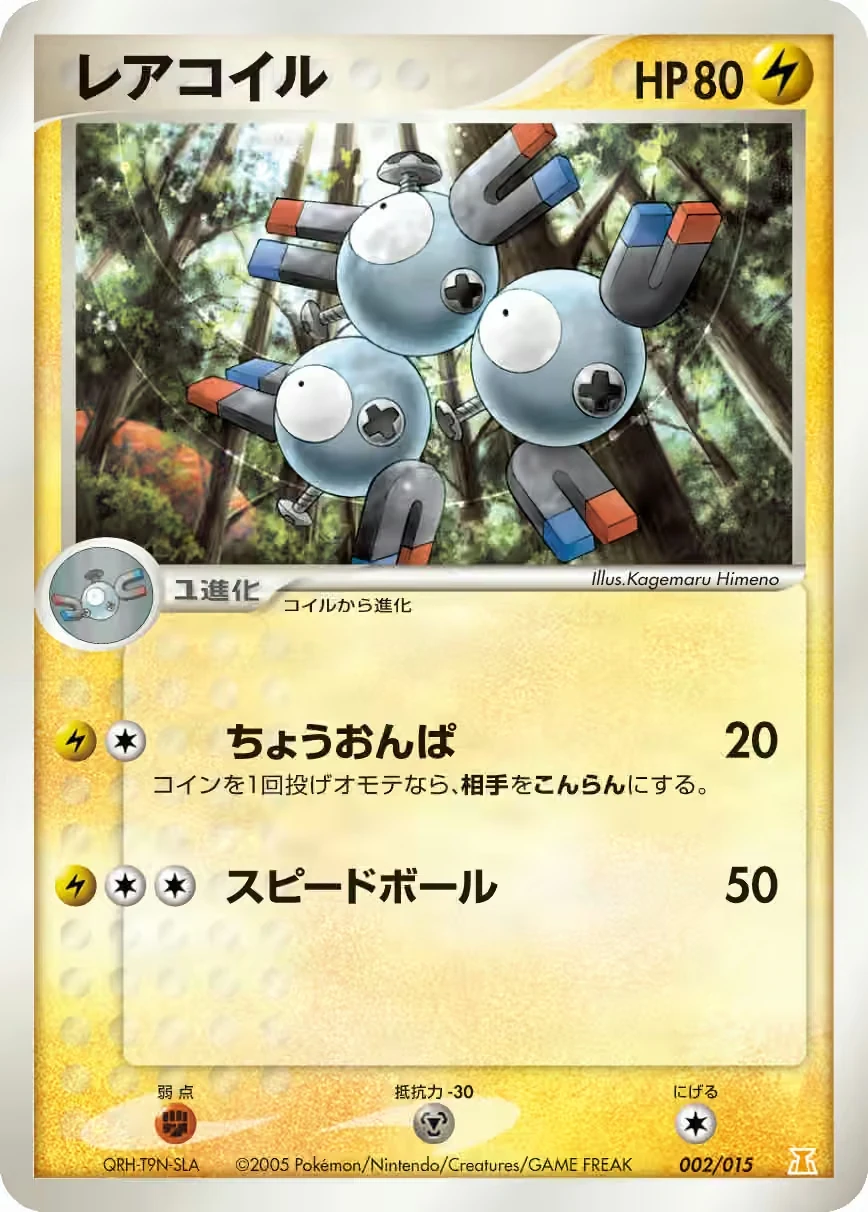 レアコイル HP80
Illus.Kagemaru Himeno
1進化 コイルから進化
ちょうおんぱ 20
コインを1回投げオモテなら、相手をこんらんにする。
スピードボール 50
弱点 抵抗力-30 にげる
QRH-T9N-SLA ©2005 Pokémon/Nintendo/Creatures/GAME FREAK 002/015